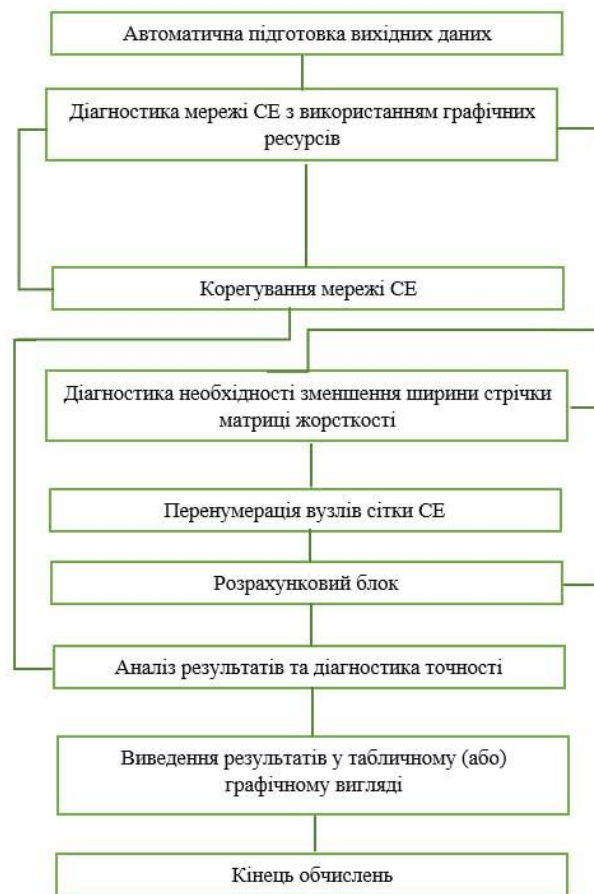 Автоматична підготовка вихідних даних
Діагностика мережі СЕ з використанням графічних
ресурсів
Корегування мережі СЕ
Діагностика необхідності зменшення ширини стрічки
матриці жорсткості
Перенумерація вузлів сітки СЕ
Розрахунковий блок
Аналіз результатів та діагностика точності
Виведення результатів у табличному (або)
графічному вигляді
Кінець обчислень